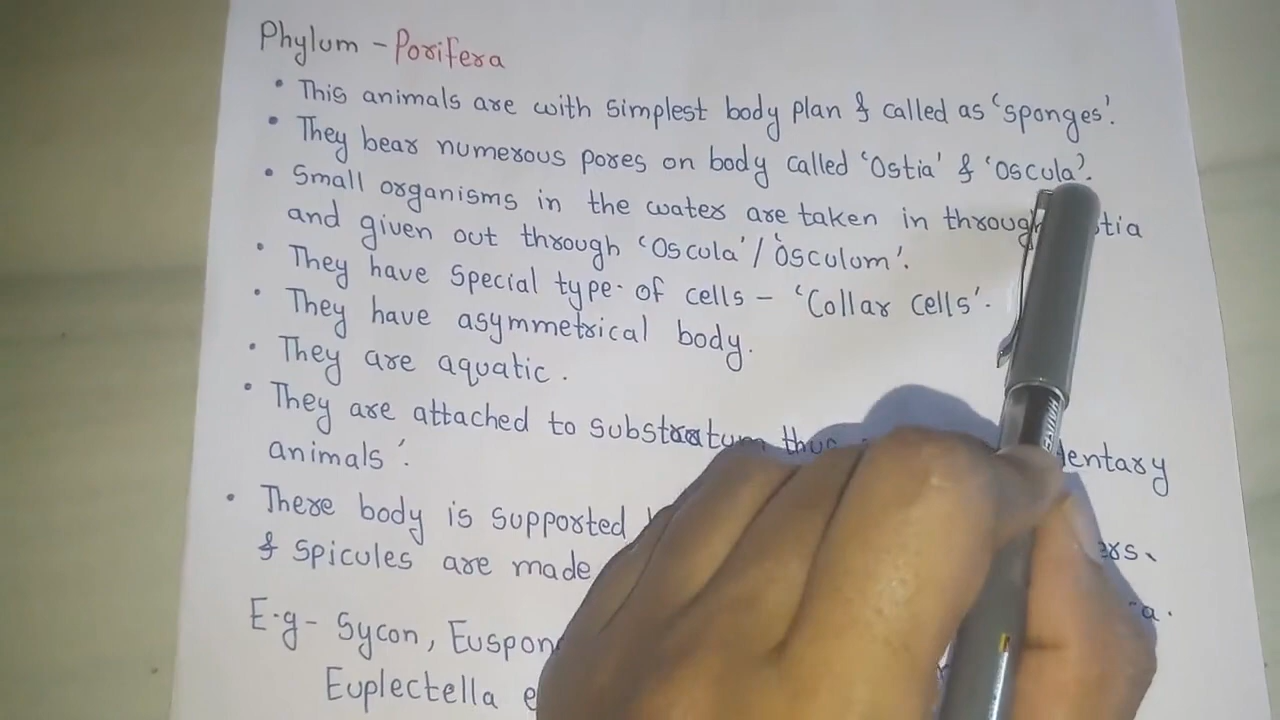 Phylum - Porifera
• This animals are with simplest body plan & called as 'sponges'.
• They bear numerous pores on body called 'Ostia' & 'Oscula'.
• Small organisms in the water are taken in through
and given out through 'Oscula' / 'Osculum'.
• They have special type of cells - 'Collar cells'.
• They have asymmetrical body.
• They are aquatic.
• They are attached to substratum thus
animals'.
• There body is supported
& spicules are made
E.g- Sycon,
Euplectella